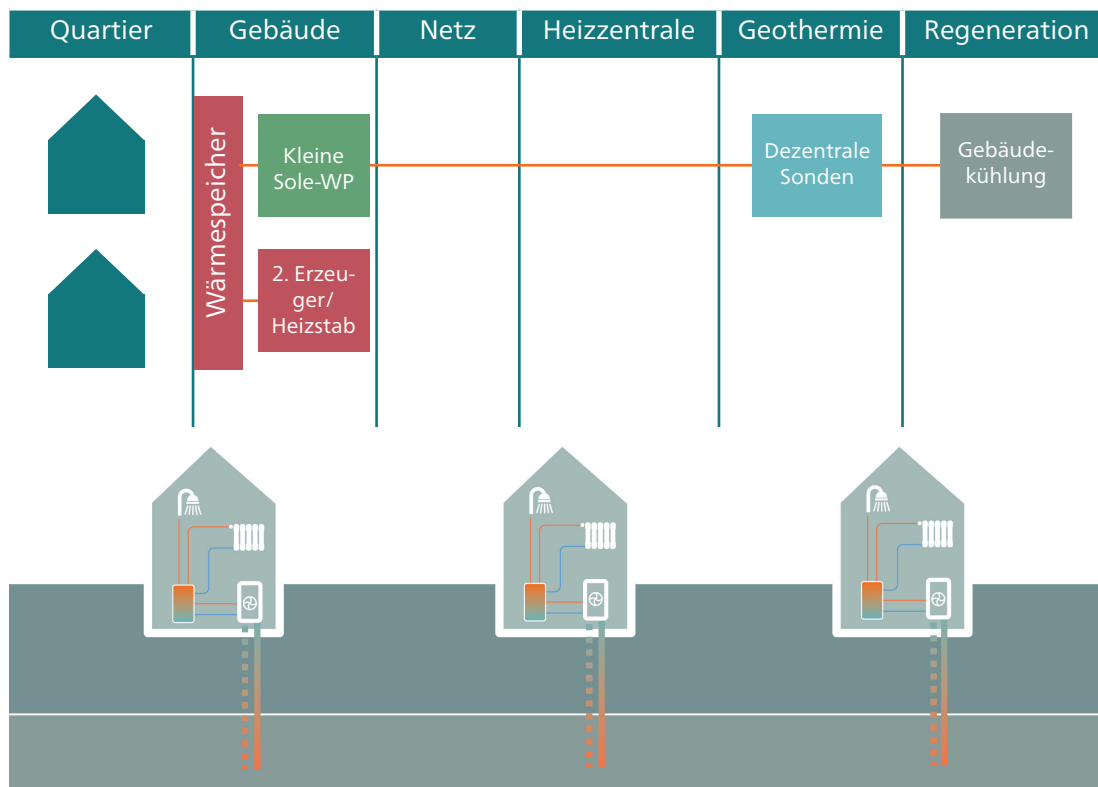 Quartier
Gebäude
Netz
Heizzentrale
Geothermie
Regeneration
Wärmespeicher
Kleine
Sole-WP
Dezentrale
Sonden
Gebäude-
kühlung
2. Erzeu-
ger/
Heizstab